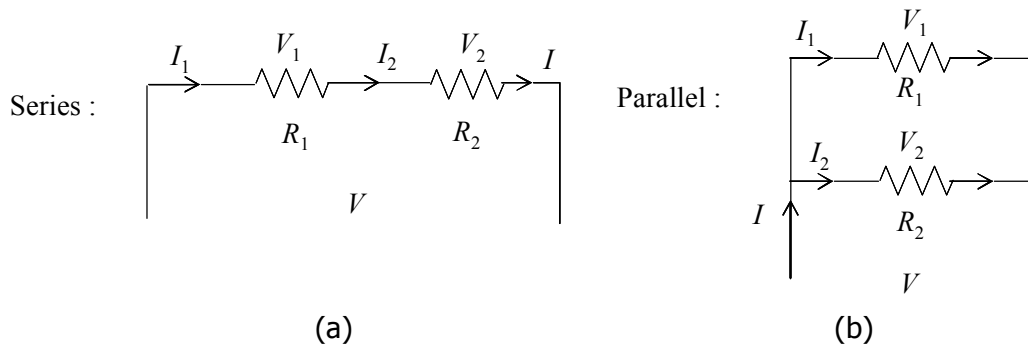 Series :
I₁ V₁ I₂ V₂ I
R₁ R₂
V
(a)
Parallel :
I₁ V₁
R₁
I₂ V₂
I R₂
V
(b)